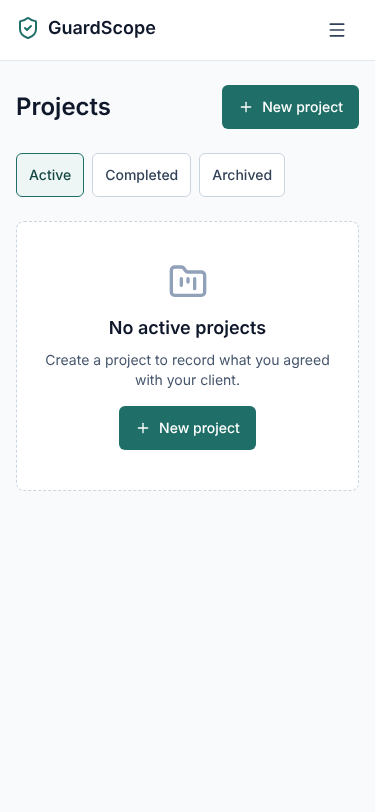 GuardScope
Projects
New project
Active
Completed
Archived
No active projects
Create a project to record what you agreed
with your client.
New project